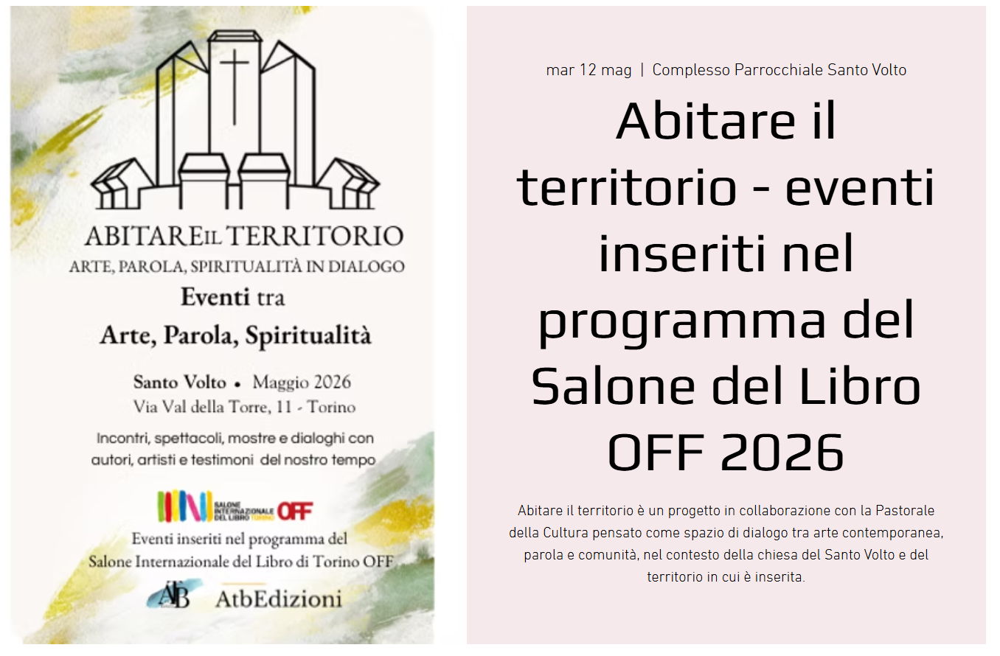 ABITARE IL TERRITORIO
ARTE, PAROLA, SPIRITUALITÀ IN DIALOGO
Eventi tra
Arte, Parola, Spiritualità
Santo Volto • Maggio 2026
Via Val della Torre, 11 - Torino
Incontri, spettacoli, mostre e dialoghi con
autori, artisti e testimoni del nostro tempo
SALONE
INTERNAZIONALE
DEL LIBRO TORINO
OFF
Eventi inseriti nel programma del
Salone Internazionale del Libro di Torino OFF
ATB AtbEdizioni
mar 12 mag | Complesso Parrocchiale Santo Volto
Abitare il
territorio - eventi
inseriti nel
programma del
Salone del Libro
OFF 2026
Abitare il territorio è un progetto in collaborazione con la Pastorale
della Cultura pensato come spazio di dialogo tra arte contemporanea,
parola e comunità, nel contesto della chiesa del Santo Volto e del
territorio in cui è inserita.